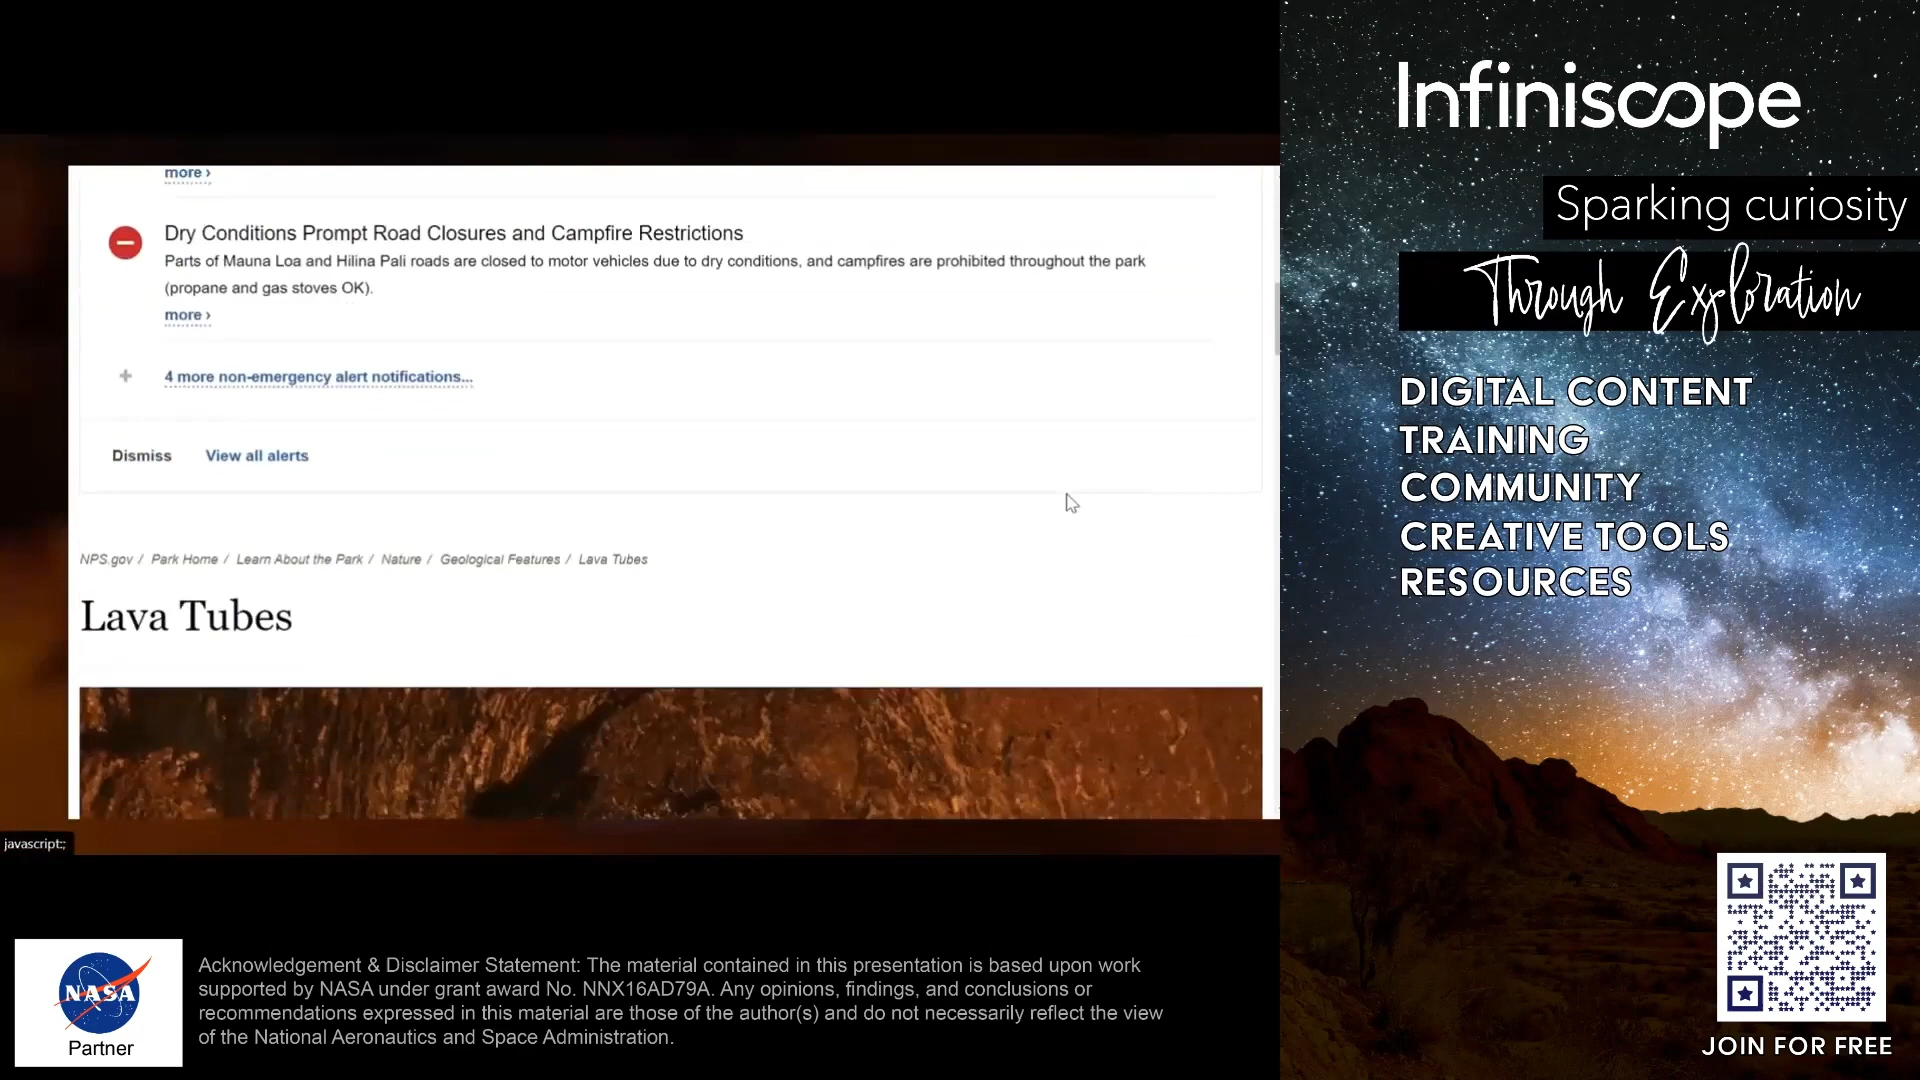 more ›
Dry Conditions Prompt Road Closures and Campfire Restrictions
Parts of Mauna Loa and Hilina Pali roads are closed to motor vehicles due to dry conditions, and campfires are prohibited throughout the park
(propane and gas stoves OK).
more ›
4 more non-emergency alert notifications...
Dismiss View all alerts
NPS.gov / Park Home / Learn About the Park / Nature / Geological Features / Lava Tubes
Lava Tubes
javascript:;
NASA
Partner
Acknowledgement & Disclaimer Statement: The material contained in this presentation is based upon work
supported by NASA under grant award No. NNX16AD79A. Any opinions, findings, and conclusions or
recommendations expressed in this material are those of the author(s) and do not necessarily reflect the view
of the National Aeronautics and Space Administration.
Infiniscope
Sparking curiosity
Through Exploration
DIGITAL CONTENT
TRAINING
COMMUNITY
CREATIVE TOOLS
RESOURCES
JOIN FOR FREE